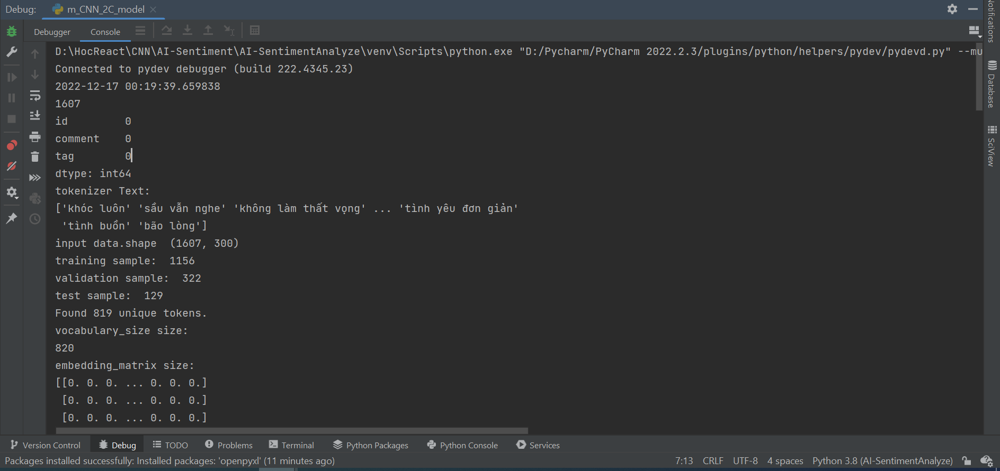 Debug: m_CNN_2C_model
Debugger Console
D:\HocReact\CNN\AI-Sentiment\AI-SentimentAnalyze\venv\Scripts\python.exe "D:/Pycharm/PyCharm 2022.2.3/plugins/python/helpers/pydev/pydevd.py" --mu
Connected to pydev debugger (build 222.4345.23)
2022-12-17 00:19:39.659838
1607
id 0
comment 0
tag 0
dtype: int64
tokenizer Text:
['khóc luôn' 'sầu vẫn nghe' 'không làm thất vọng' ... 'tình yêu đơn giản'
'tình buồn' 'bão lòng']
input data.shape (1607, 300)
training sample: 1156
validation sample: 322
test sample: 129
Found 819 unique tokens.
vocabulary_size size:
820
embedding_matrix size:
[[0. 0. 0. ... 0. 0. 0.]
[0. 0. 0. ... 0. 0. 0.]
[0. 0. 0. ... 0. 0. 0.]
Notifications
Database
SciView
Version Control Debug TODO Problems Terminal Python Packages Python Console Services
Packages installed successfully: Installed packages: 'openpyxl' (11 minutes ago) 7:13 CRLF UTF-8 4 spaces Python 3.8 (AI-SentimentAnalyze)